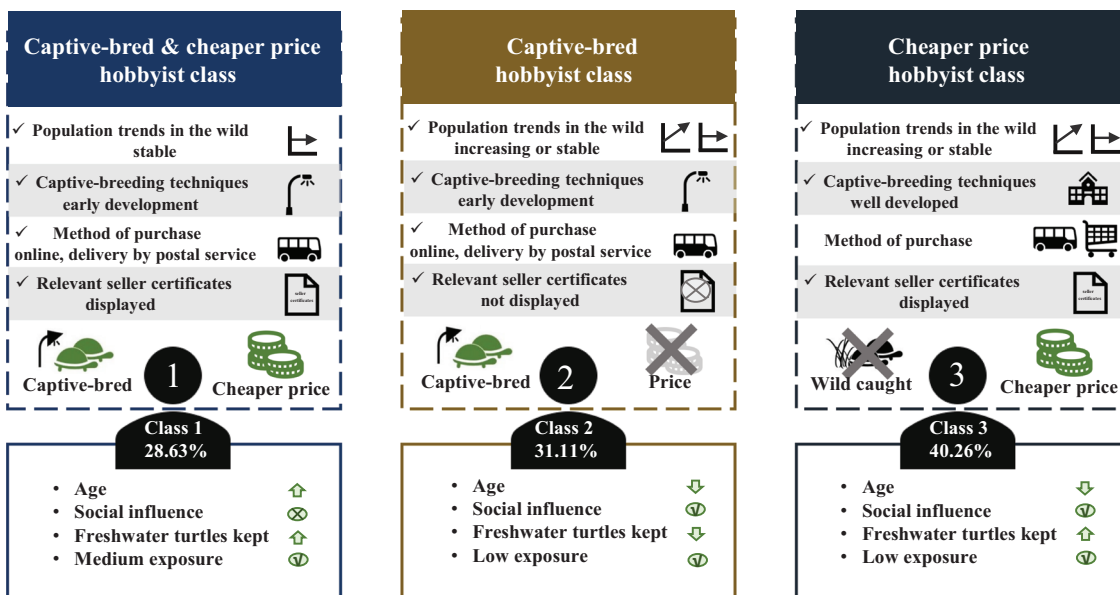 Captive-bred & cheaper price
hobbyist class
✓ Population trends in the wild
stable
✓ Captive-breeding techniques
early development
✓ Method of purchase
online, delivery by postal service
✓ Relevant seller certificates
displayed
seller
certificates
Captive-bred
1
Cheaper price
Class 1
28.63%
• Age
• Social influence
• Freshwater turtles kept
• Medium exposure
Captive-bred
hobbyist class
✓ Population trends in the wild
increasing or stable
✓ Captive-breeding techniques
early development
✓ Method of purchase
online, delivery by postal service
✓ Relevant seller certificates
not displayed
Captive-bred
2
Price
Class 2
31.11%
• Age
• Social influence
• Freshwater turtles kept
• Low exposure
Cheaper price
hobbyist class
✓ Population trends in the wild
increasing or stable
✓ Captive-breeding techniques
well developed
Method of purchase
✓ Relevant seller certificates
displayed
seller
certificates
Wild caught
3
Cheaper price
Class 3
40.26%
• Age
• Social influence
• Freshwater turtles kept
• Low exposure